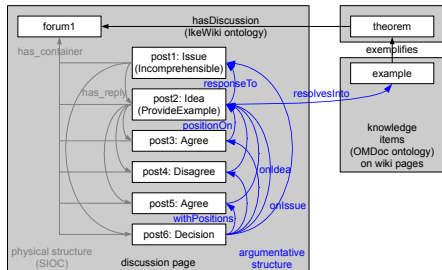 forum1
hasDiscussion
(IkeWiki ontology)
theorem
has_container
exemplifies
post1: Issue
(Incomprehensible)
example
responseTo
has_reply
post2: Idea
(ProvideExample)
resolvesInto
positionOn
post3: Agree
knowledge
items
(OMDoc ontology)
on wiki pages
post4: Disagree
onIdea
post5: Agree
onIssue
withPositions
post6: Decision
physical structure
(SIOC)
discussion page
argumentative
structure